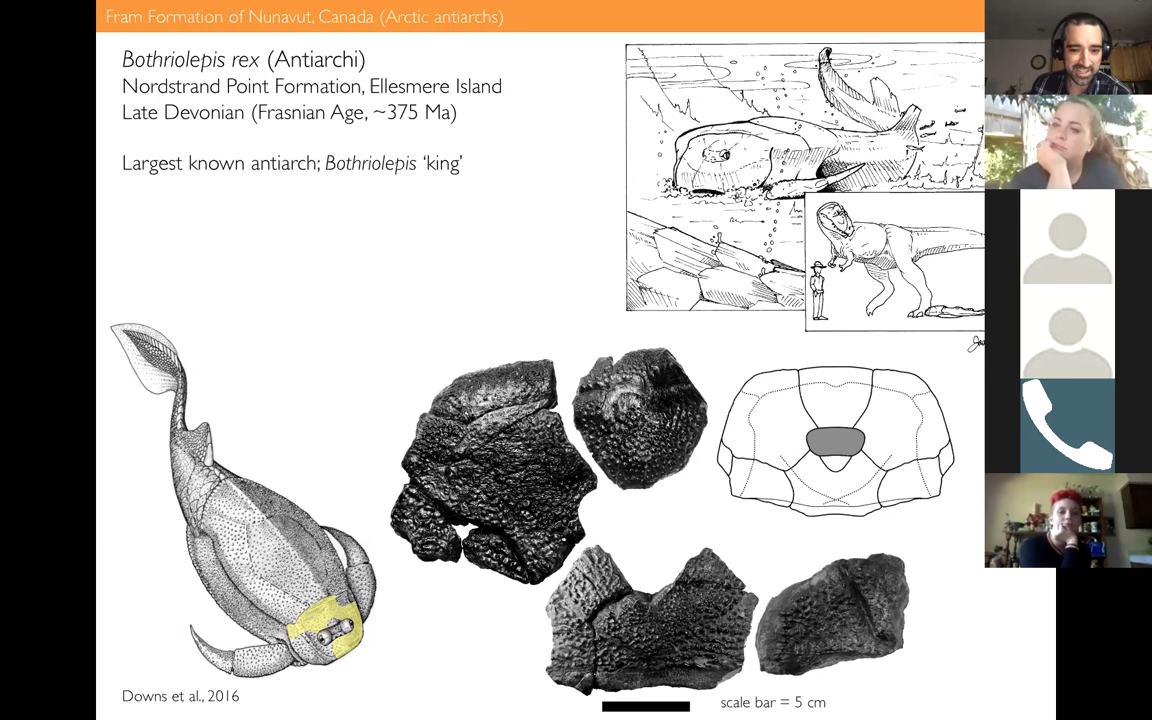 Fram Formation of Nunavut, Canada (Arctic antiarchs)
Bothriolepis rex (Antiarchi)
Nordstrand Point Formation, Ellesmere Island
Late Devonian (Frasnian Age, ~375 Ma)
Largest known antiarch; Bothriolepis ‘king’
Downs et al., 2016
scale bar = 5 cm